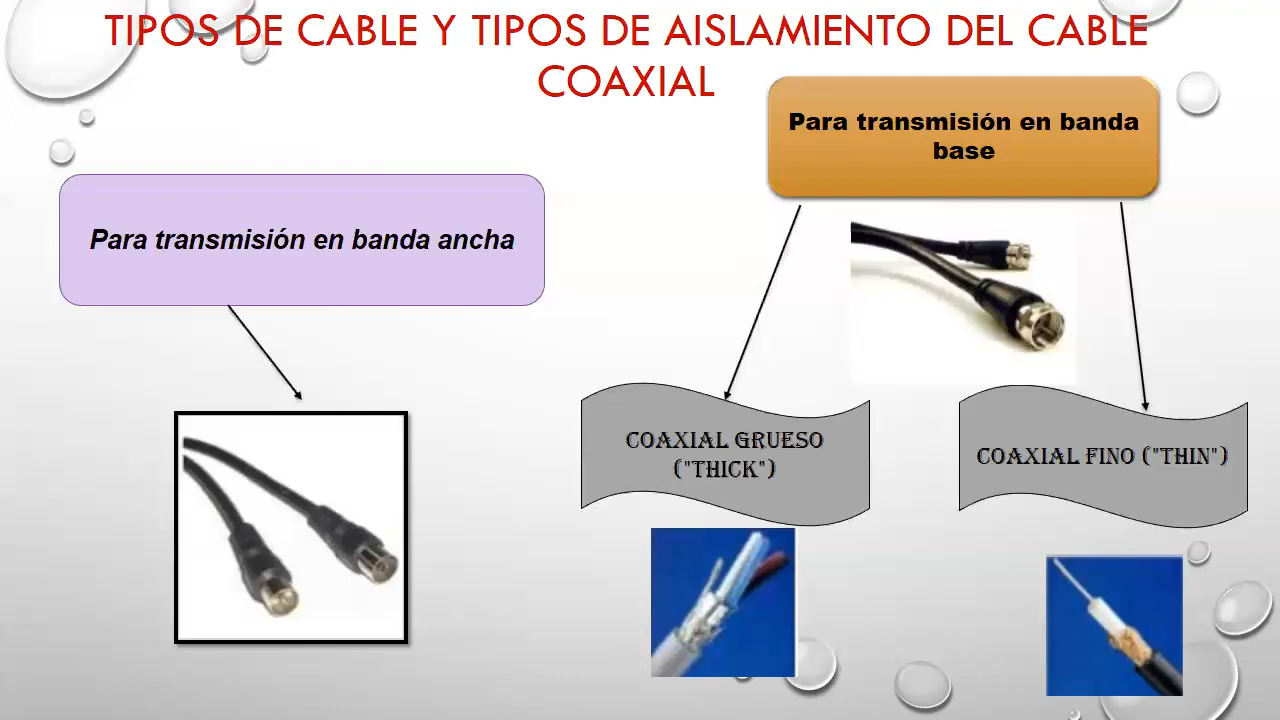 TIPOS DE CABLE Y TIPOS DE AISLAMIENTO DEL CABLE
COAXIAL
Para transmisión en banda
base
Para transmisión en banda ancha
COAXIAL GRUESO
("THICK")
COAXIAL FINO ("THIN")